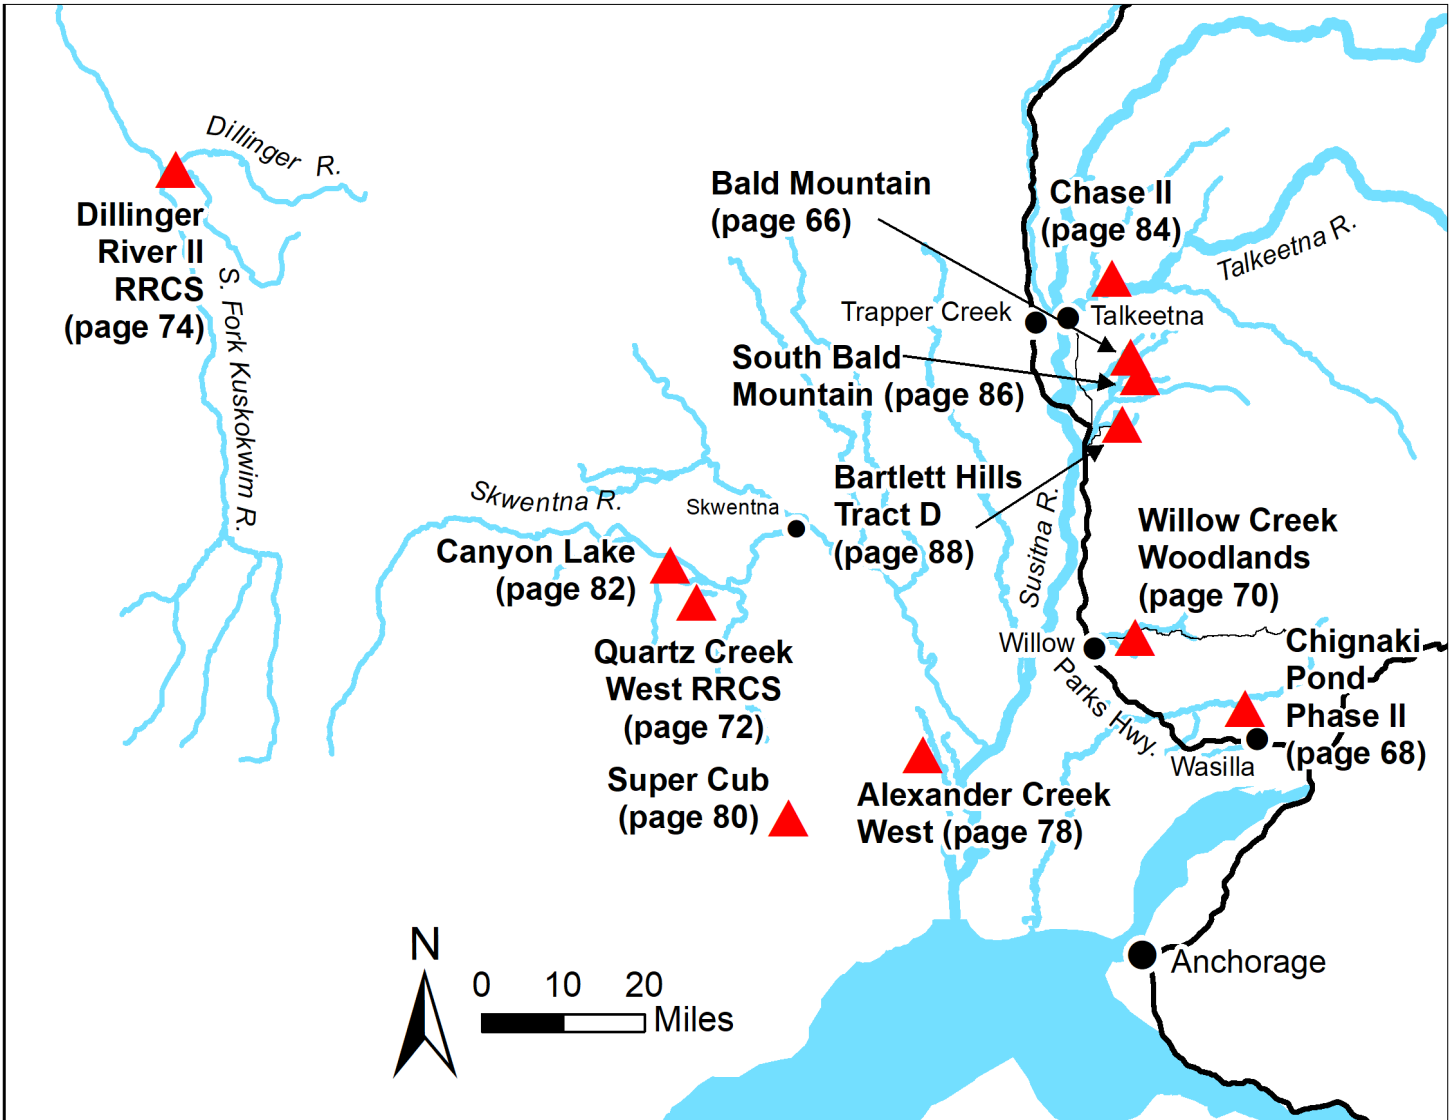 Dillinger R.
Dillinger
River II
RRCS
(page 74)
S. Fork Kuskokwim R.
Bald Mountain
(page 66)
Chase II
(page 84)
Talkeetna R.
Trapper Creek
Talkeetna
South Bald
Mountain (page 86)
Bartlett Hills
Tract D
(page 88)
Susitna R.
Skwentna R.
Skwentna
Canyon Lake
(page 82)
Quartz Creek
West RRCS
(page 72)
Super Cub
(page 80)
Willow Creek
Woodlands
(page 70)
Willow
Parks Hwy.
Chignaki
Pond
Phase II
(page 68)
Wasilla
Alexander Creek
West (page 78)
Anchorage
N
0 10 20
Miles